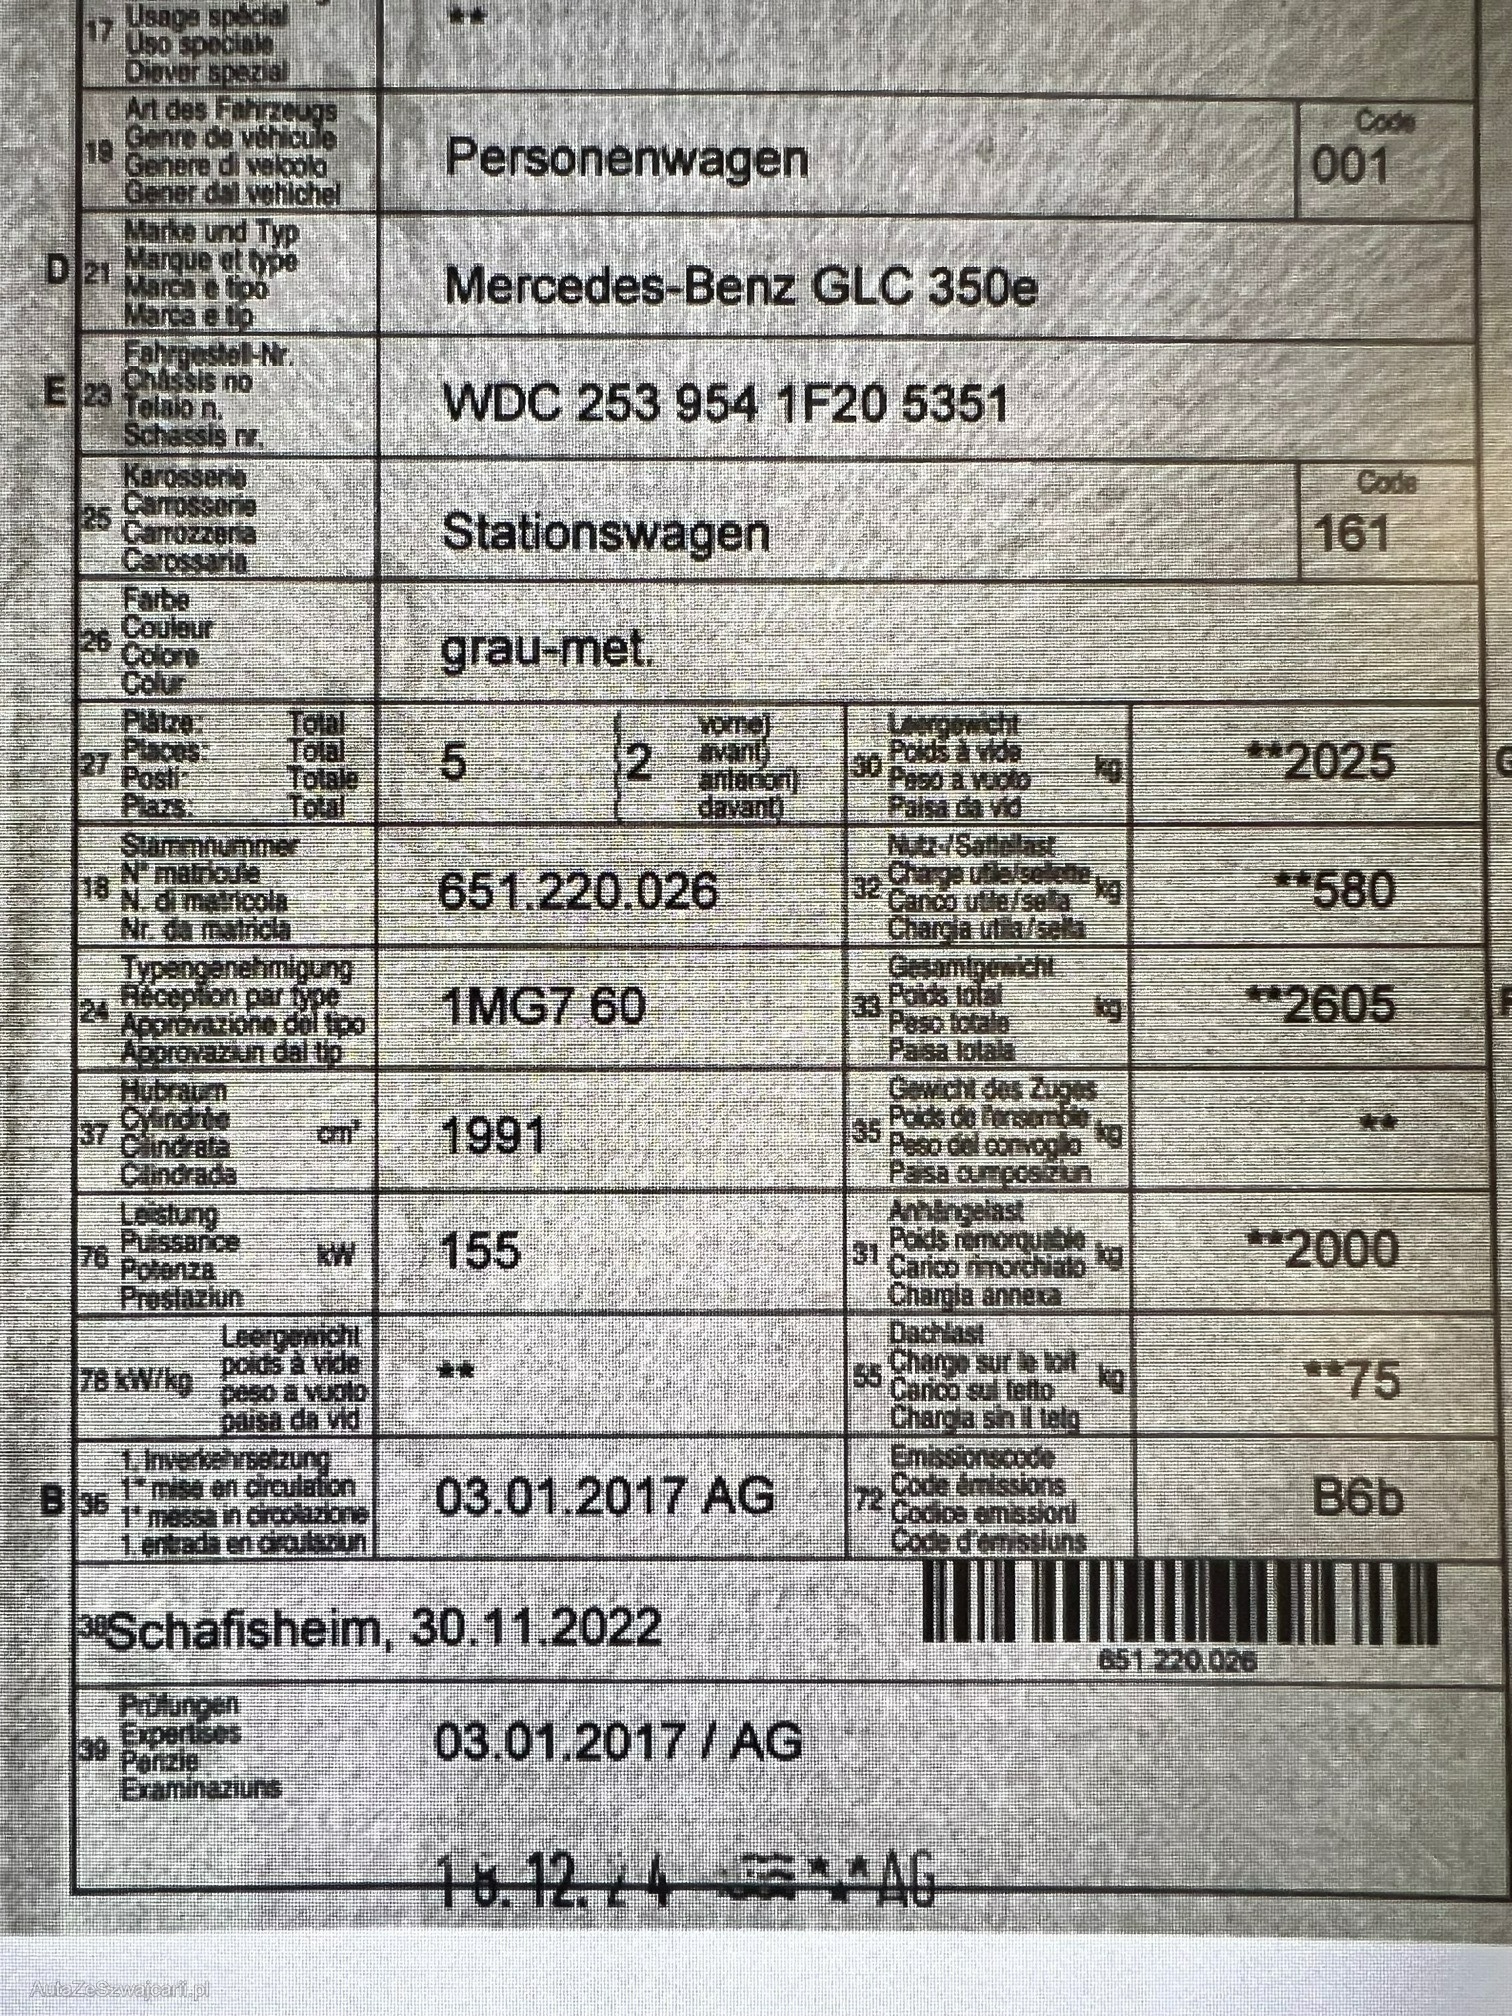 17 Usage spécial **
Uso speciale
Diever spezial
Art des Fahrzeugs Code
19 Genre de véhicule Personenwagen 001
Genere di veicolo
Gener dal vehichel
Marke und Typ
D 21 Marque et type Mercedes-Benz GLC 350e
Marca e tipo
Marca e tip
Fahrgestell-Nr.
E 23 Châssis no WDC 253 954 1F20 5351
Telaio n.
Schassis nr.
Karosserie Code
25 Carrosserie Stationswagen 161
Carrozzeria
Carossaria
Farbe
26 Couleur grau-met.
Colore
Colur
Plätze: Total 5 2 vorne) Leergewicht
27 Places: Total avant) 30 Poids à vide kg **2025
Posti: Totale anteriori) Peso a vuoto
Plazs: Total davant) Paisa da vid
Stammnummer Nutz-/Sattellast
18 N° matricule 651.220.026 32 Charge utile/sellette kg **580
N. di matricola Carico utile/sella
Nr. da matricla Chargia utila/sella
Typengenehmigung Gesamtgewicht
24 Réception par type 1MG7 60 33 Poids total kg **2605
Approvazione del tipo Peso totale
Approvaziun dal tip Paisa totala
Hubraum Gewicht des Zuges
37 Cylindrée cm³ 1991 35 Poids de l'ensemble kg **
Cilindrata Peso del convoglio
Cilindrada Paisa cumposiziun
Leistung Anhängelast
76 Puissance kW 155 31 Poids remorquable kg **2000
Potenza Carico rimorchiato
Prestaziun Chargia annexa
Leergewicht Dachlast
78 kW/kg poids à vide ** 55 Charge sur le toit kg **75
peso a vuoto Carico sul tetto
paisa da vid Chargia sin il tetg
1. Inverkehrsetzung Emissionscode
B 36 1re mise en circulation 03.01.2017 AG 72 Code émissions B6b
1a messa in circolazione Codice emissioni
1. entrada en circulaziun Code d'emissiuns
38 Schafisheim, 30.11.2022
651.220.026
Prüfungen
39 Expertises 03.01.2017 / AG
Perizie
Examinaziuns
12. **AG
AutaZeSzwajcarii.pl